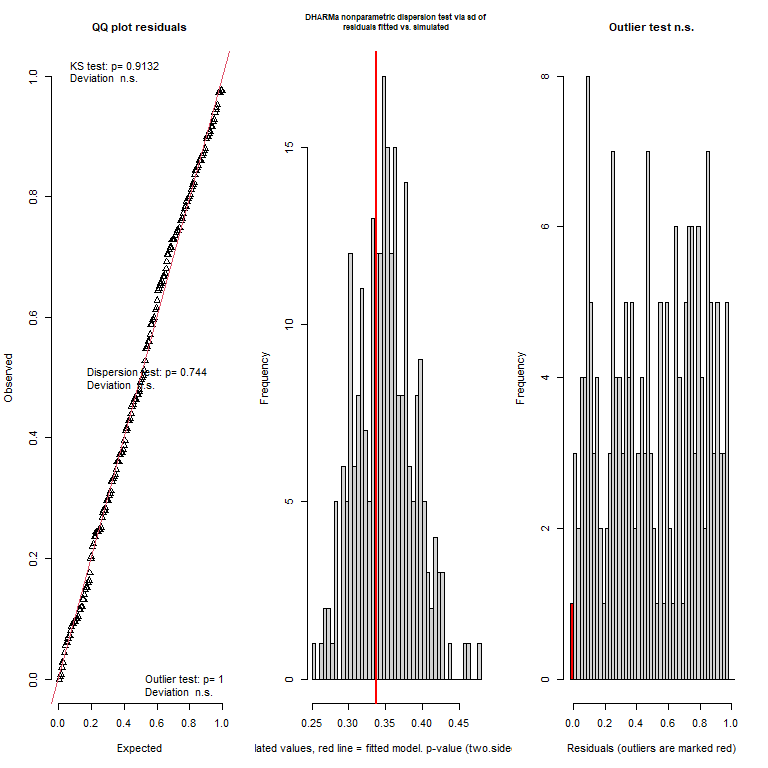 QQ plot residuals
KS test: p= 0.9132
Deviation n.s.
Dispersion test: p= 0.744
Deviation n.s.
Outlier test: p= 1
Deviation n.s.
Observed
0.0 0.2 0.4 0.6 0.8 1.0
0.0 0.2 0.4 0.6 0.8 1.0
Expected
DHARMa nonparametric dispersion test via sd of
residuals fitted vs. simulated
Frequency
0 5 10 15
0.25 0.30 0.35 0.40 0.45
lated values, red line = fitted model. p-value (two.side
Outlier test n.s.
Frequency
0 2 4 6 8
0.0 0.2 0.4 0.6 0.8 1.0
Residuals (outliers are marked red)